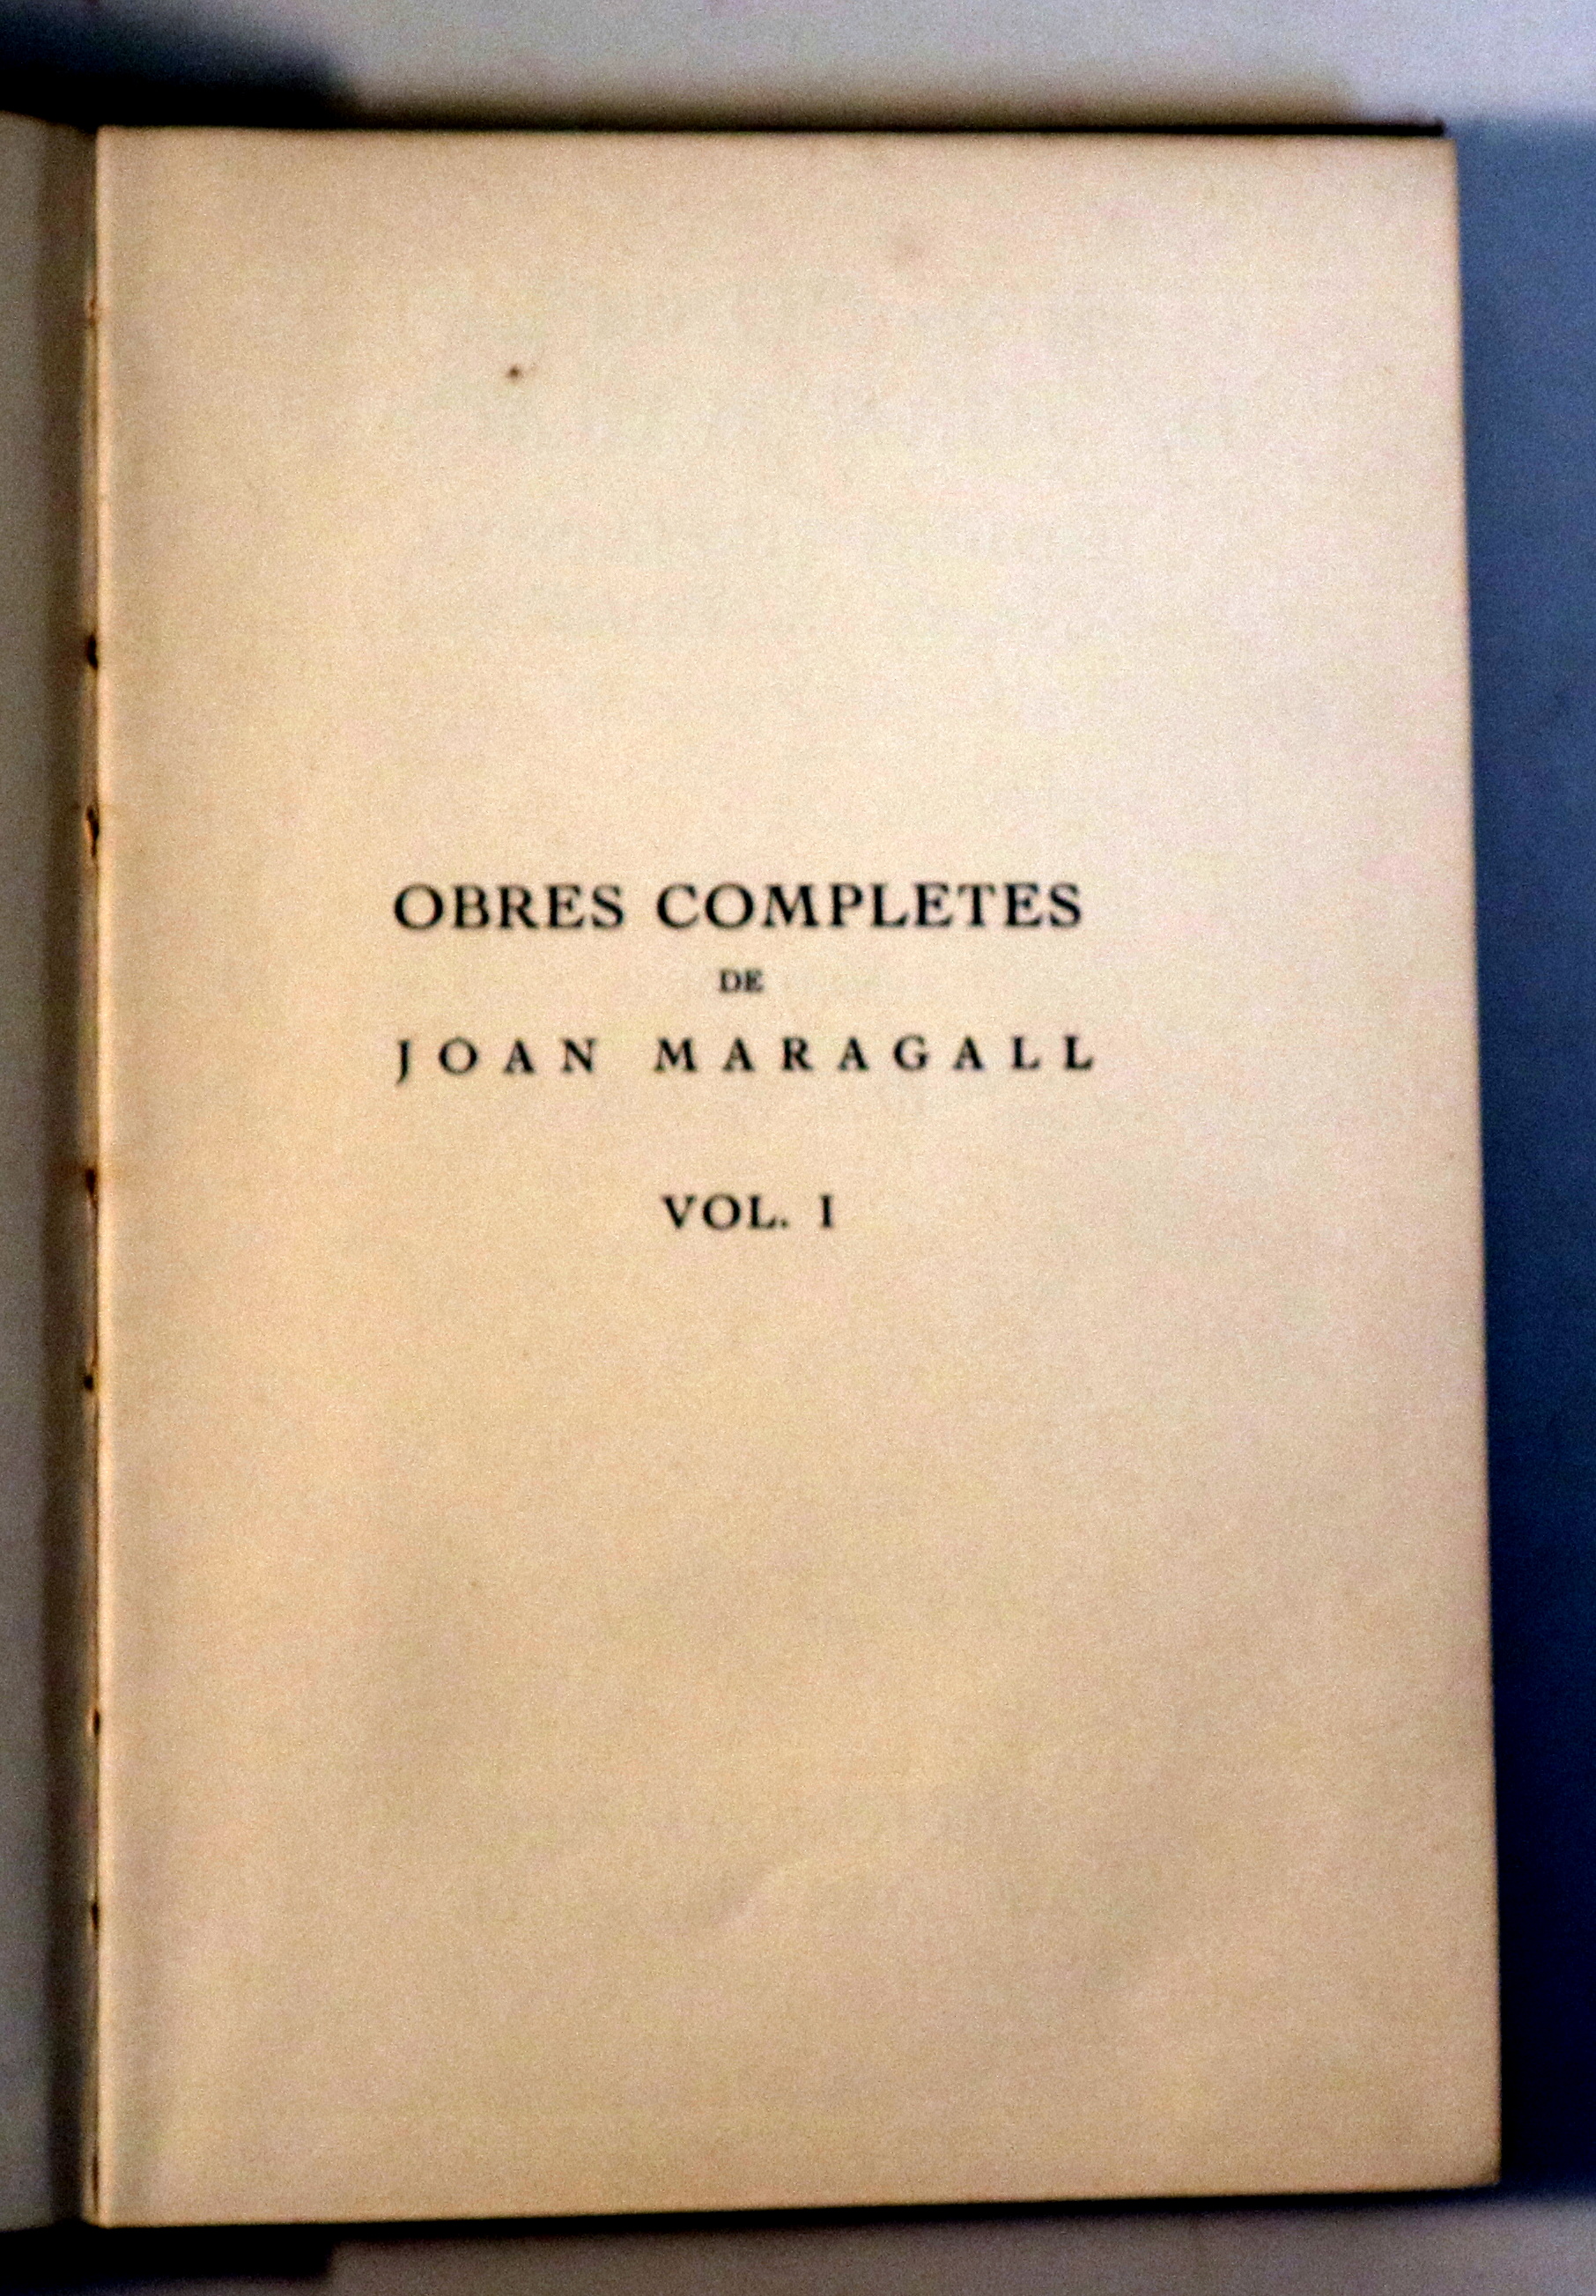 OBRES COMPLETES
DE
JOAN MARAGALL
VOL. I